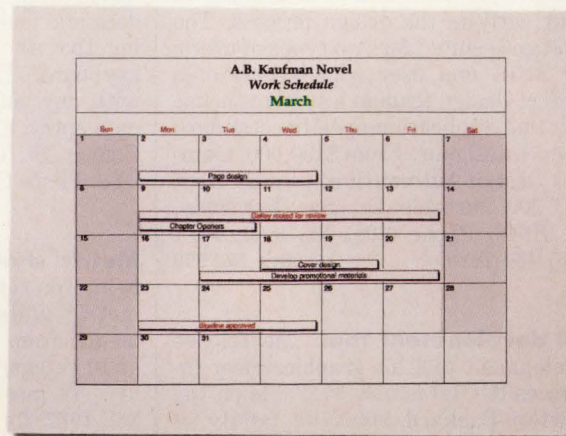 A.B. Kaufman Novel
Work Schedule
March
Sun Mon Tue Wed Thu Fri Sat
1 2 3 4 5 6 7
Page design
8 9 10 11 12 13 14
Galley routed for review
Chapter Openers
15 16 17 18 19 20 21
Cover design
Develop promotional materials
22 23 24 25 26 27 28
Blueline approved
29 30 31